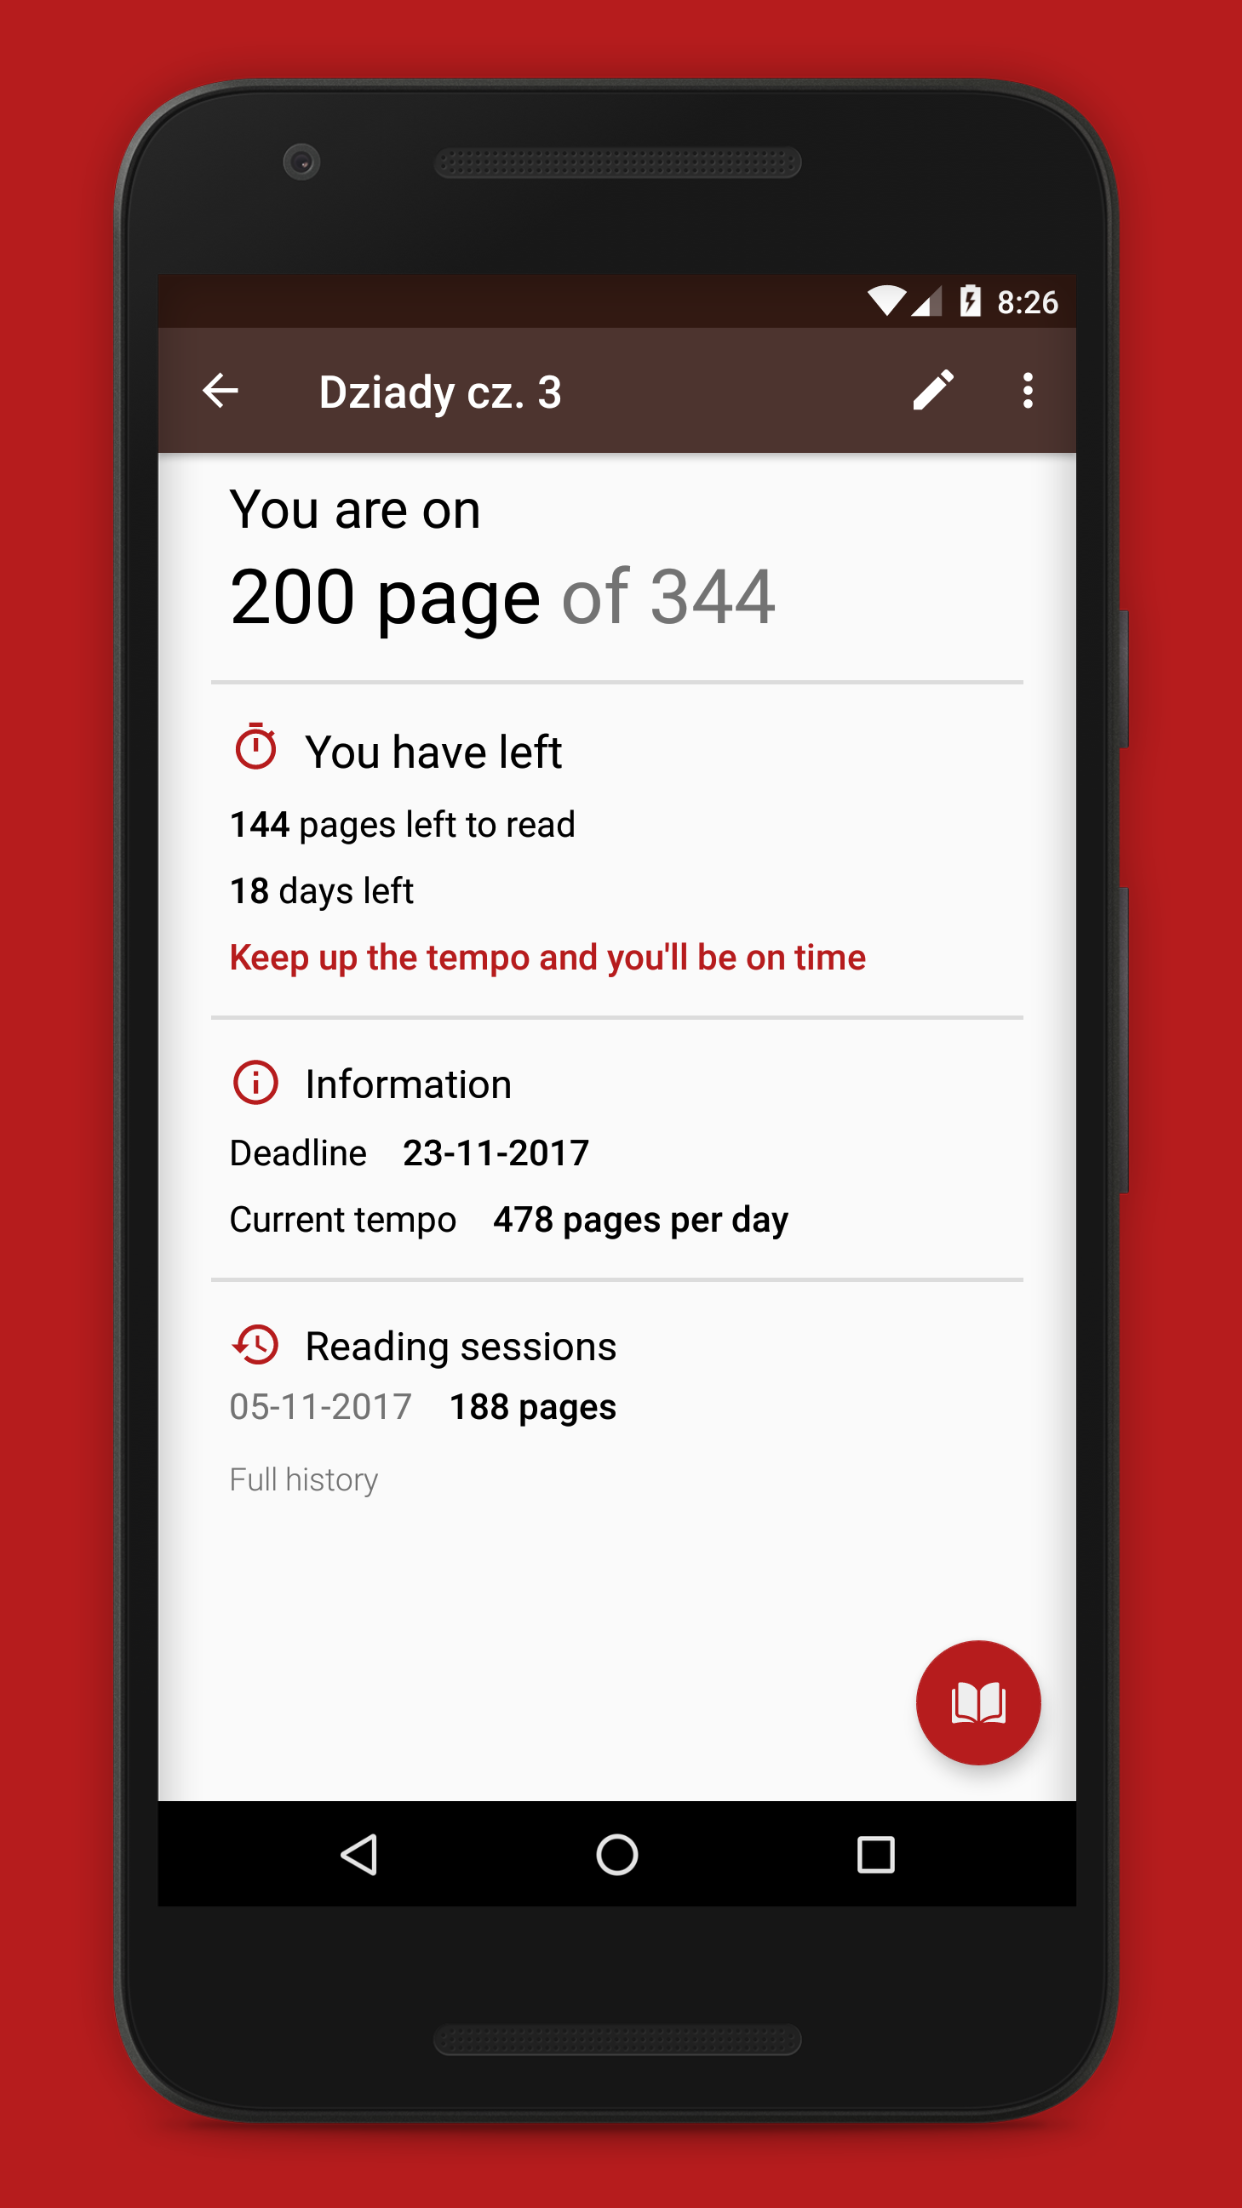 8:26
Dziady cz. 3
You are on
200 page of 344
You have left
144 pages left to read
18 days left
Keep up the tempo and you'll be on time
Information
Deadline 23-11-2017
Current tempo 478 pages per day
Reading sessions
05-11-2017 188 pages
Full history